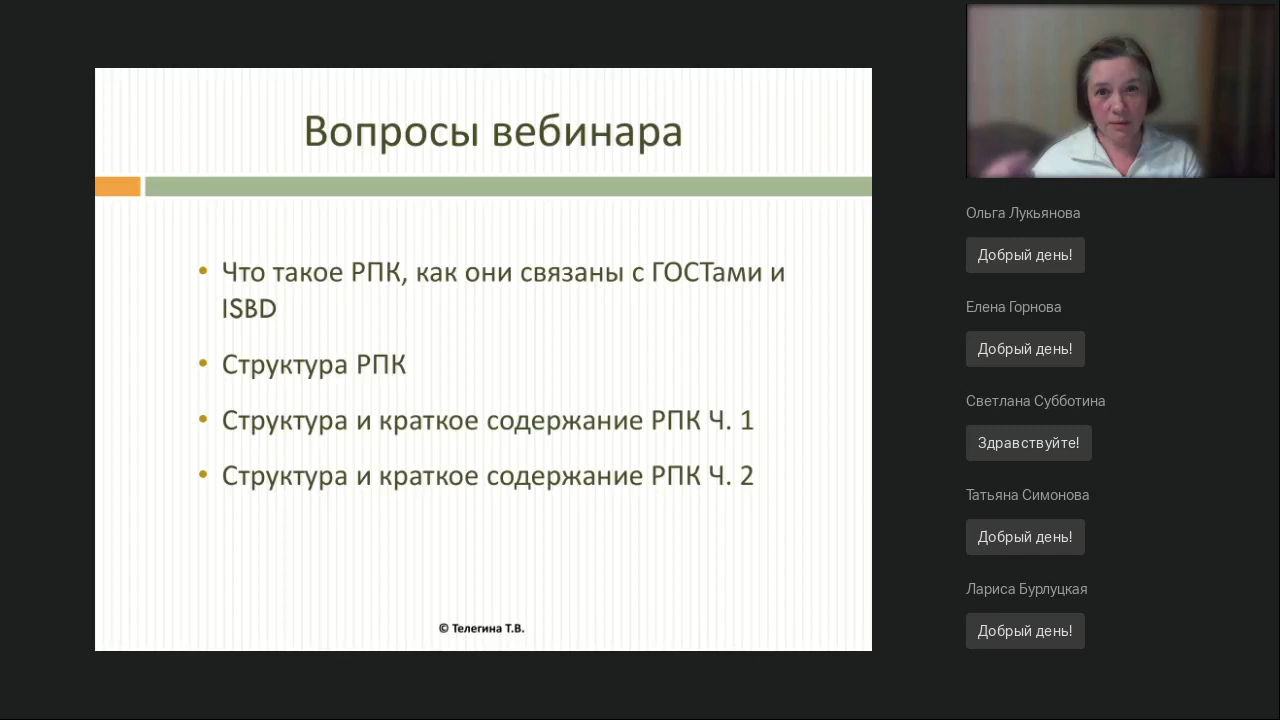 Вопросы вебинара
• Что такое РПК, как они связаны с ГОСТами и
ISBD
• Структура РПК
• Структура и краткое содержание РПК Ч. 1
• Структура и краткое содержание РПК Ч. 2
© Телегина Т.В.
Ольга Лукьянова
Добрый день!
Елена Горнова
Добрый день!
Светлана Субботина
Здравствуйте!
Татьяна Симонова
Добрый день!
Лариса Бурлуцкая
Добрый день!